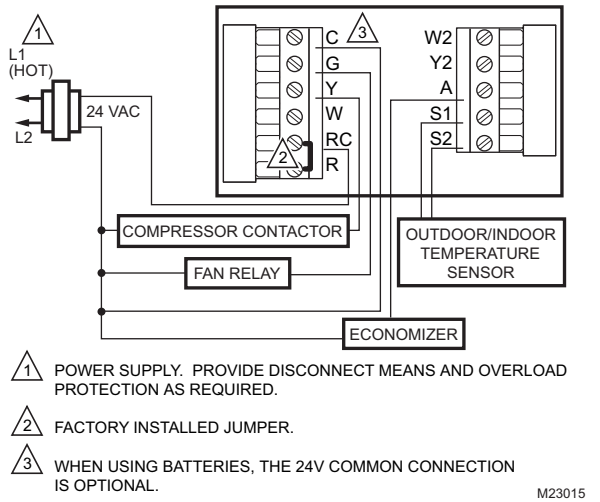 1
L1
(HOT)
L2
24 VAC
C
G
Y
W
RC
R
3
2
W2
Y2
A
S1
S2
COMPRESSOR CONTACTOR
FAN RELAY
OUTDOOR/INDOOR
TEMPERATURE
SENSOR
ECONOMIZER
1 POWER SUPPLY. PROVIDE DISCONNECT MEANS AND OVERLOAD
PROTECTION AS REQUIRED.
2 FACTORY INSTALLED JUMPER.
3 WHEN USING BATTERIES, THE 24V COMMON CONNECTION
IS OPTIONAL.
M23015